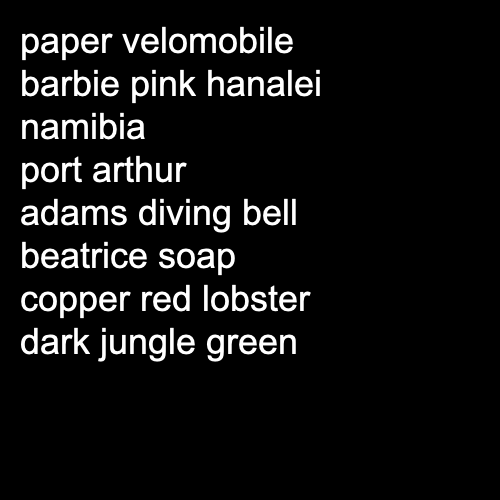 paper velomobile
barbie pink hanalei
namibia
port arthur
adams diving bell
beatrice soap
copper red lobster
dark jungle green